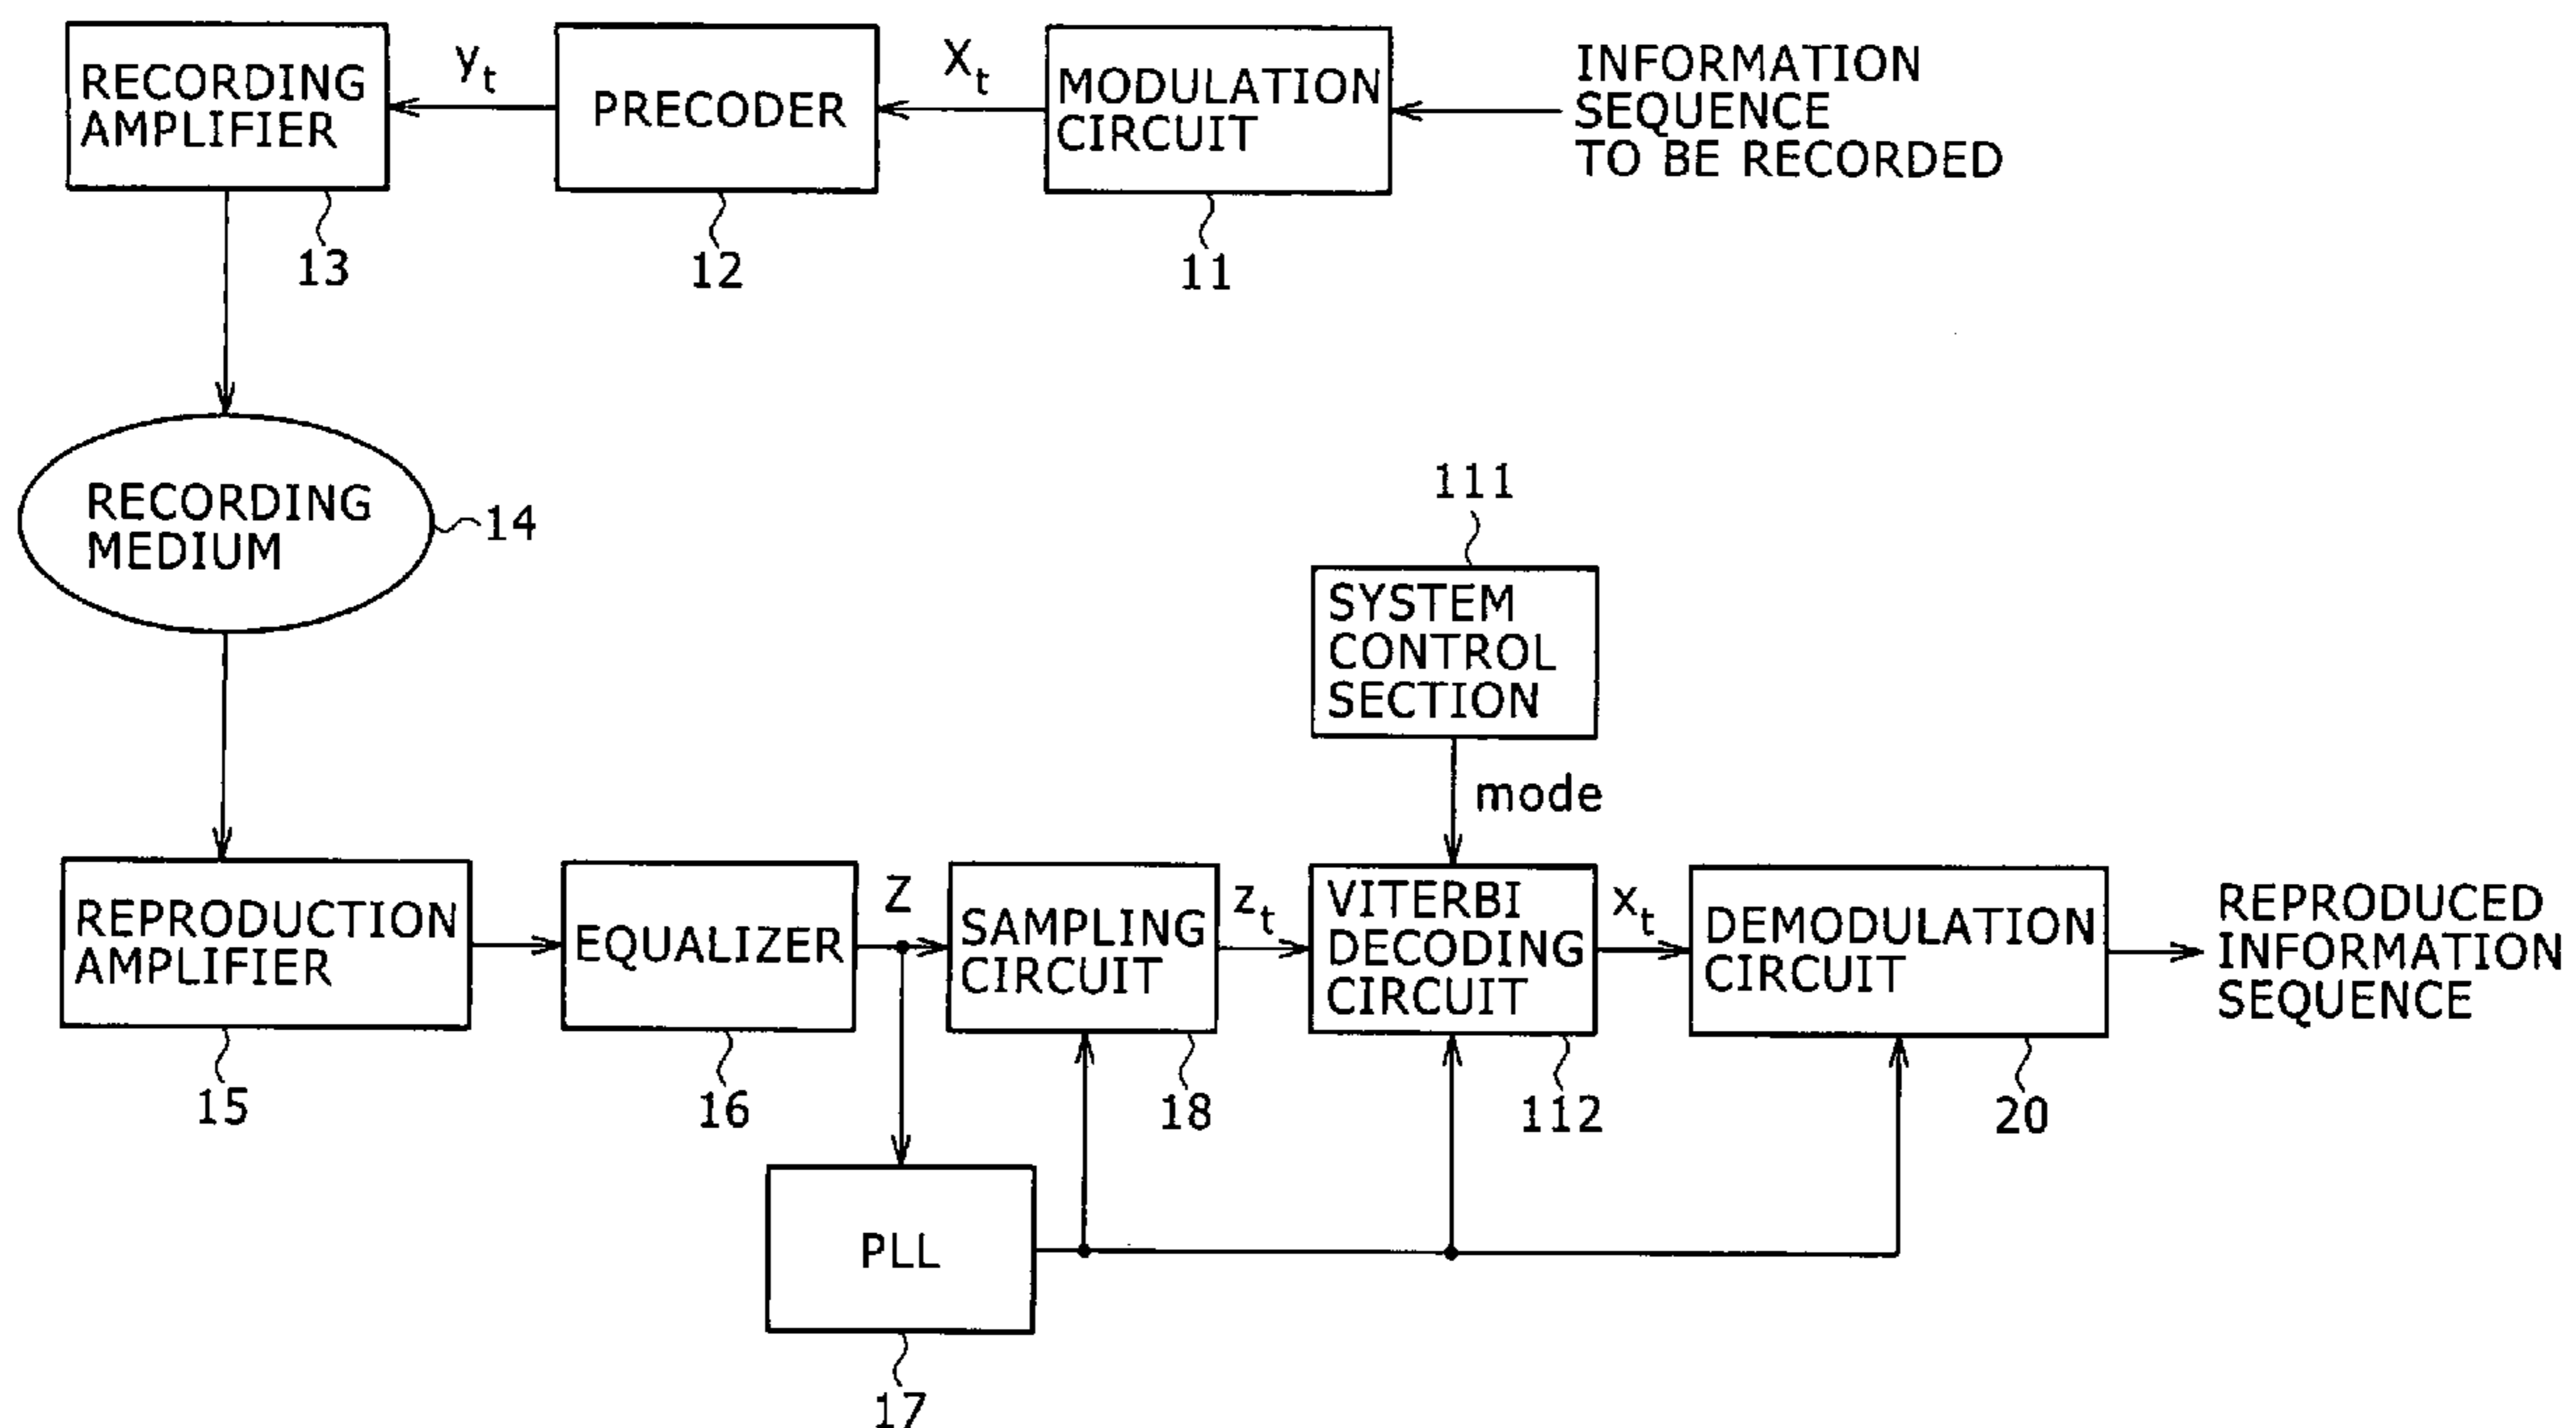 RECORDING
AMPLIFIER
yt
PRECODER
Xt
MODULATION
CIRCUIT
INFORMATION
SEQUENCE
TO BE RECORDED
13
12
11
RECORDING
MEDIUM
14
111
SYSTEM
CONTROL
SECTION
mode
REPRODUCTION
AMPLIFIER
EQUALIZER
Z
SAMPLING
CIRCUIT
zt
VITERBI
DECODING
CIRCUIT
xt
DEMODULATION
CIRCUIT
REPRODUCED
INFORMATION
SEQUENCE
15
16
18
112
20
PLL
17